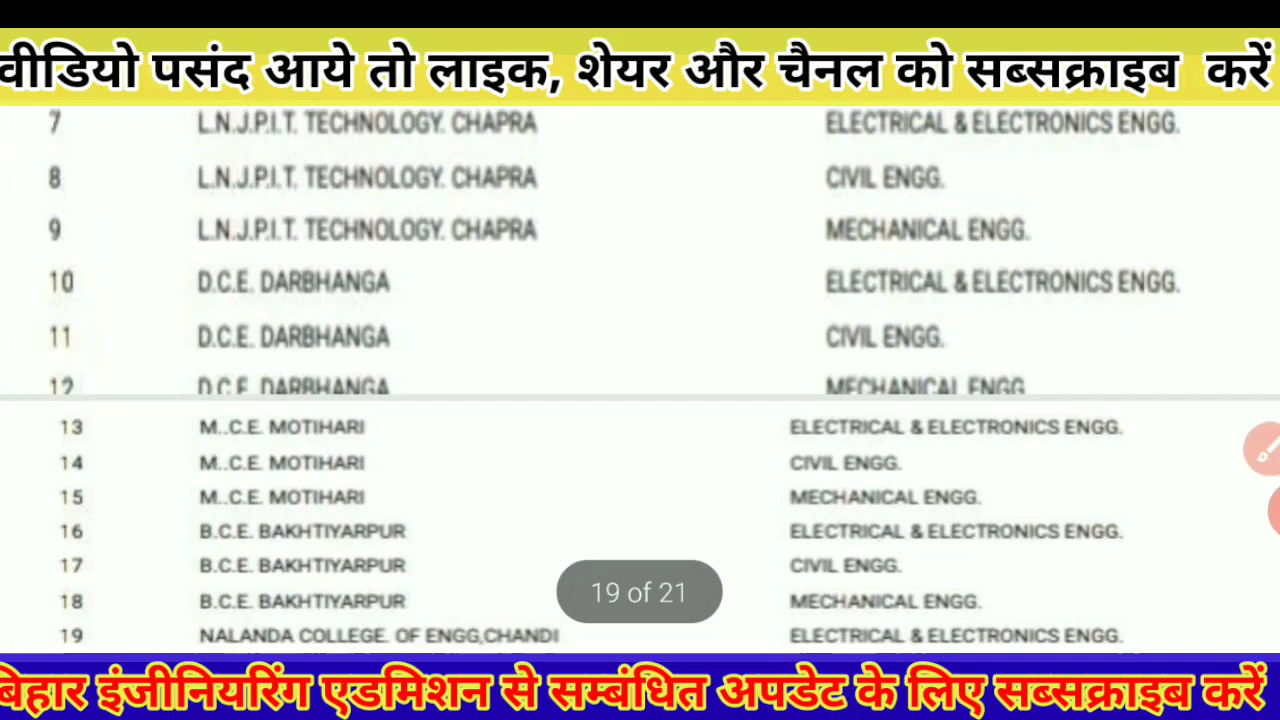 वीडियो पसंद आये तो लाइक, शेयर और चैनल को सब्सक्राइब करें
7 L.N.J.P.I.T. TECHNOLOGY. CHAPRA ELECTRICAL & ELECTRONICS ENGG.
8 L.N.J.P.I.T. TECHNOLOGY. CHAPRA CIVIL ENGG.
9 L.N.J.P.I.T. TECHNOLOGY. CHAPRA MECHANICAL ENGG.
10 D.C.E. DARBHANGA ELECTRICAL & ELECTRONICS ENGG.
11 D.C.E. DARBHANGA CIVIL ENGG.
12 D.C.E. DARBHANGA MECHANICAL ENGG.
13 M..C.E. MOTIHARI ELECTRICAL & ELECTRONICS ENGG.
14 M..C.E. MOTIHARI CIVIL ENGG.
15 M..C.E. MOTIHARI MECHANICAL ENGG.
16 B.C.E. BAKHTIYARPUR ELECTRICAL & ELECTRONICS ENGG.
17 B.C.E. BAKHTIYARPUR CIVIL ENGG.
19 of 21
18 B.C.E. BAKHTIYARPUR MECHANICAL ENGG.
19 NALANDA COLLEGE. OF ENGG,CHANDI ELECTRICAL & ELECTRONICS ENGG.
बिहार इंजीनियरिंग एडमिशन से सम्बंधित अपडेट के लिए सब्सक्राइब करें